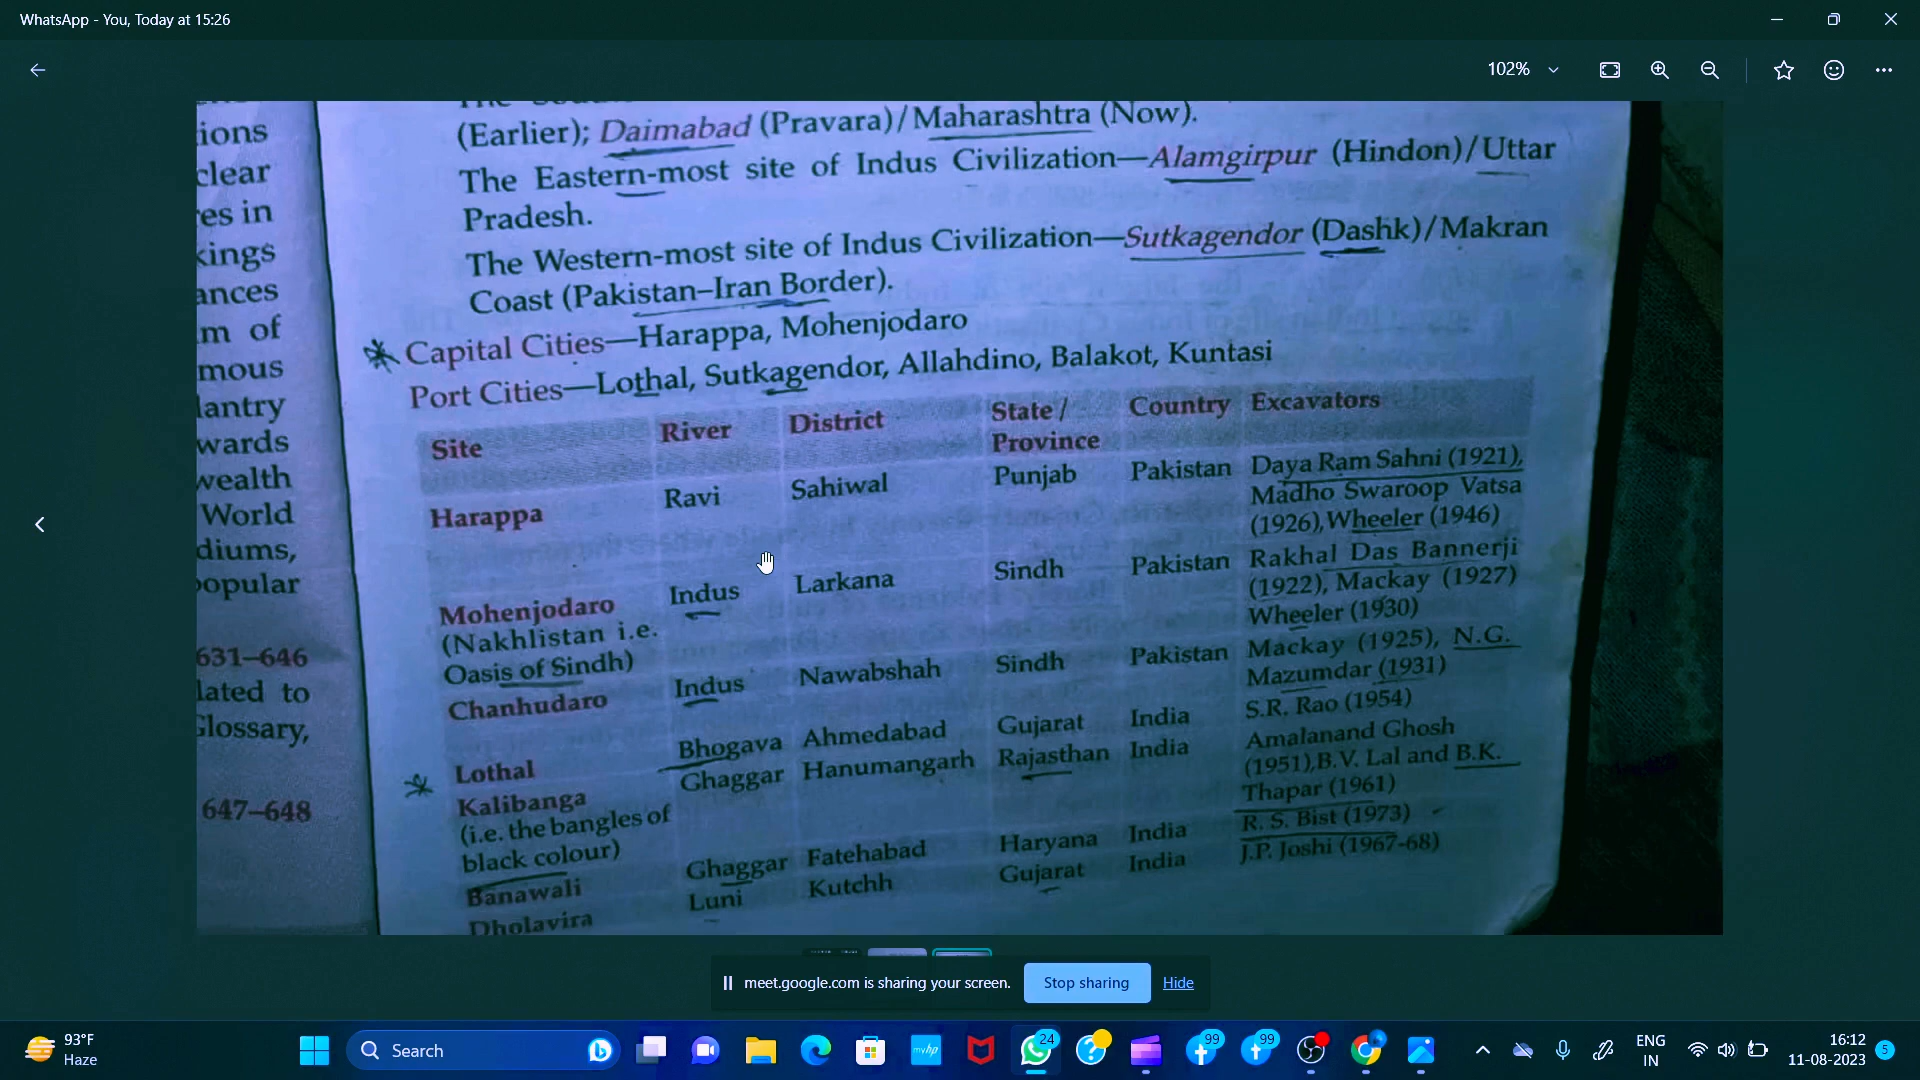 WhatsApp - You, Today at 15:26
102%
ions
clear
es in
kings
ances
m of
mous
lantry
wards
wealth
World
diums,
popular
631–646
lated to
Glossary,
647–648
(Earlier); Daimabad (Pravara)/Maharashtra (Now).
The Eastern-most site of Indus Civilization—Alamgirpur (Hindon)/Uttar
Pradesh.
The Western-most site of Indus Civilization—Sutkagendor (Dashk)/Makran
Coast (Pakistan–Iran Border).
Capital Cities—Harappa, Mohenjodaro
Port Cities—Lothal, Sutkagendor, Allahdino, Balakot, Kuntasi
Site River District State / Province Country Excavators
Harappa Ravi Sahiwal Punjab Pakistan Daya Ram Sahni (1921),
Madho Swaroop Vatsa
(1926),Wheeler (1946)
Mohenjodaro Indus Larkana Sindh Pakistan Rakhal Das Bannerji
(Nakhlistan i.e. (1922), Mackay (1927)
Oasis of Sindh) Wheeler (1930)
Chanhudaro Indus Nawabshah Sindh Pakistan Mackay (1925), N.G.
Mazumdar (1931)
Lothal Bhogava Ahmedabad Gujarat India S.R. Rao (1954)
Kalibanga Ghaggar Hanumangarh Rajasthan India Amalanand Ghosh
(i.e. the bangles of (1951),B.V. Lal and B.K.
black colour) Thapar (1961)
Banawali Ghaggar Fatehabad Haryana India R. S. Bist (1973)
Dholavira Luni Kutchh Gujarat India J.P. Joshi (1967-68)
meet.google.com is sharing your screen. Stop sharing Hide
93°F
Haze
Search
myhp
24
99
99
ENG
IN
16:12
11-08-2023
5